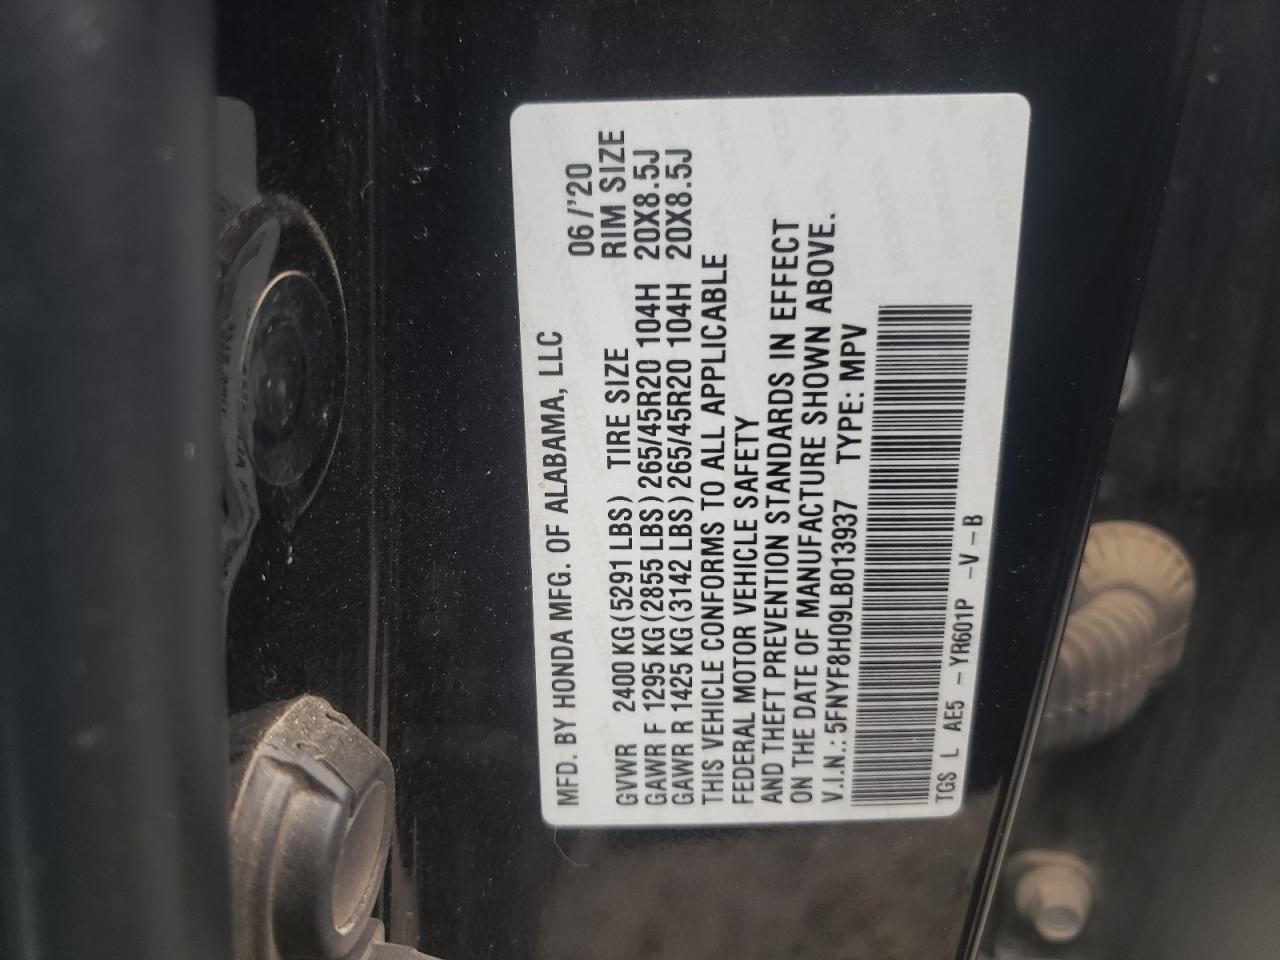 MFD. BY HONDA MFG. OF ALABAMA, LLC 06/'20
GVWR 2400 KG(5291 LBS) TIRE SIZE RIM SIZE
GAWR F 1295 KG(2855 LBS)265/45R20 104H 20X8.5J
GAWR R 1425 KG(3142 LBS)265/45R20 104H 20X8.5J
THIS VEHICLE CONFORMS TO ALL APPLICABLE
FEDERAL MOTOR VEHICLE SAFETY
AND THEFT PREVENTION STANDARDS IN EFFECT
ON THE DATE OF MANUFACTURE SHOWN ABOVE.
V.I.N.: 5FNYF8H09LB013937 TYPE: MPV
TGS L AE5 -YR601P -V-B